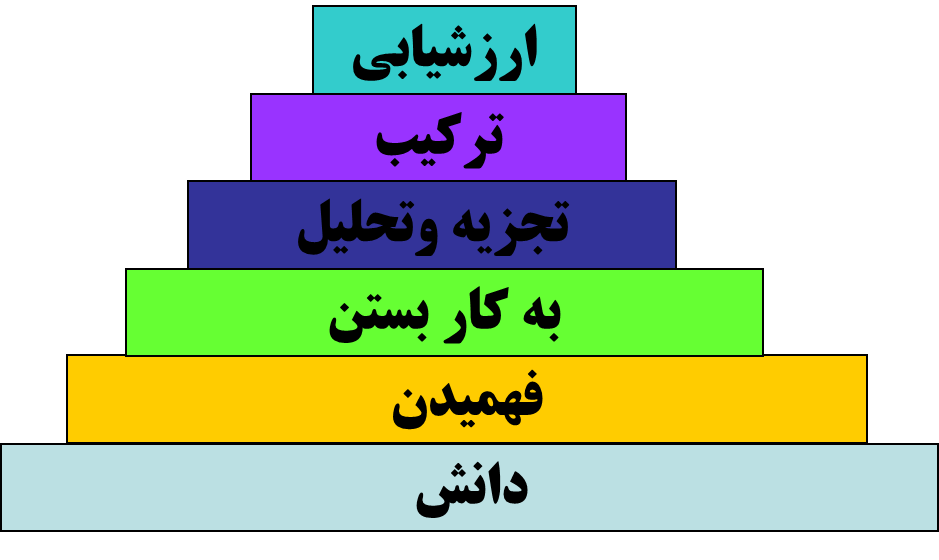 ارزشیابی
ترکیب
تجزیه وتحلیل
به کار بستن
فهمیدن
دانش